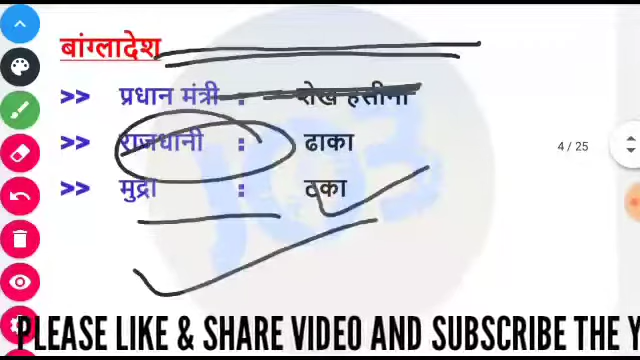 बांग्लादेश
>> प्रधान मंत्री : शेख हसीना
>> राजधानी : ढाका
4 / 25
>> मुद्रा : टका
PLEASE LIKE & SHARE VIDEO AND SUBSCRIBE THE Y